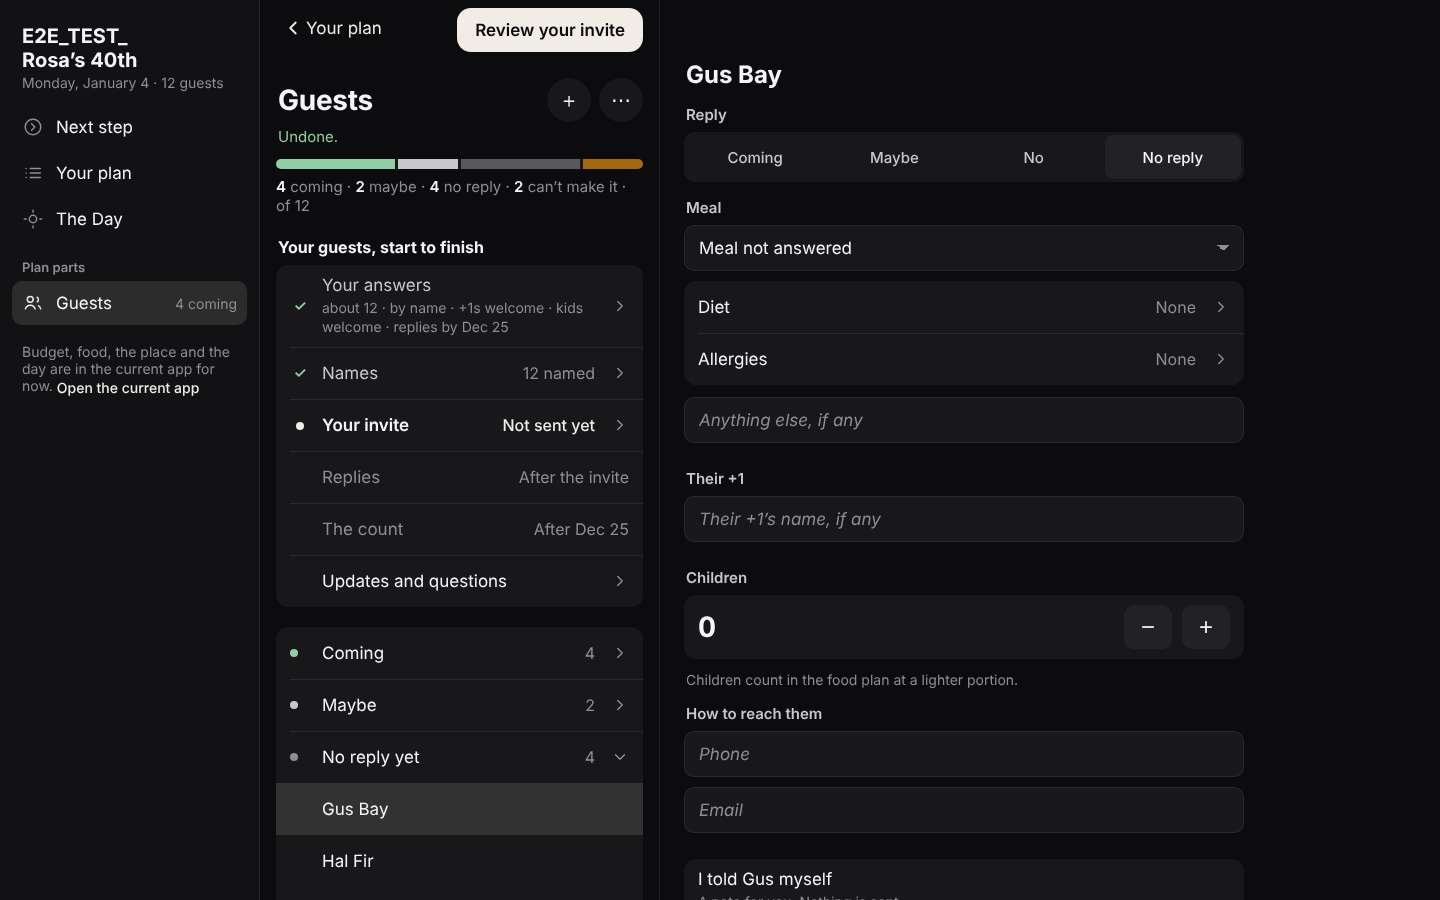 E2E_TEST_
Rosa’s 40th
Monday, January 4 · 12 guests
Next step
Your plan
The Day
Plan parts
Guests 4 coming
Budget, food, the place and the
day are in the current app for
now. Open the current app
Your plan
Review your invite
Guests
Undone.
4 coming · 2 maybe · 4 no reply · 2 can’t make it ·
of 12
Your guests, start to finish
Your answers
about 12 · by name · +1s welcome · kids
welcome · replies by Dec 25
Names 12 named
Your invite Not sent yet
Replies After the invite
The count After Dec 25
Updates and questions
Coming 4
Maybe 2
No reply yet 4
Gus Bay
Hal Fir
Gus Bay
Reply
Coming Maybe No No reply
Meal
Meal not answered
Diet None
Allergies None
Anything else, if any
Their +1
Their +1’s name, if any
Children
0
Children count in the food plan at a lighter portion.
How to reach them
Phone
Email
I told Gus myself